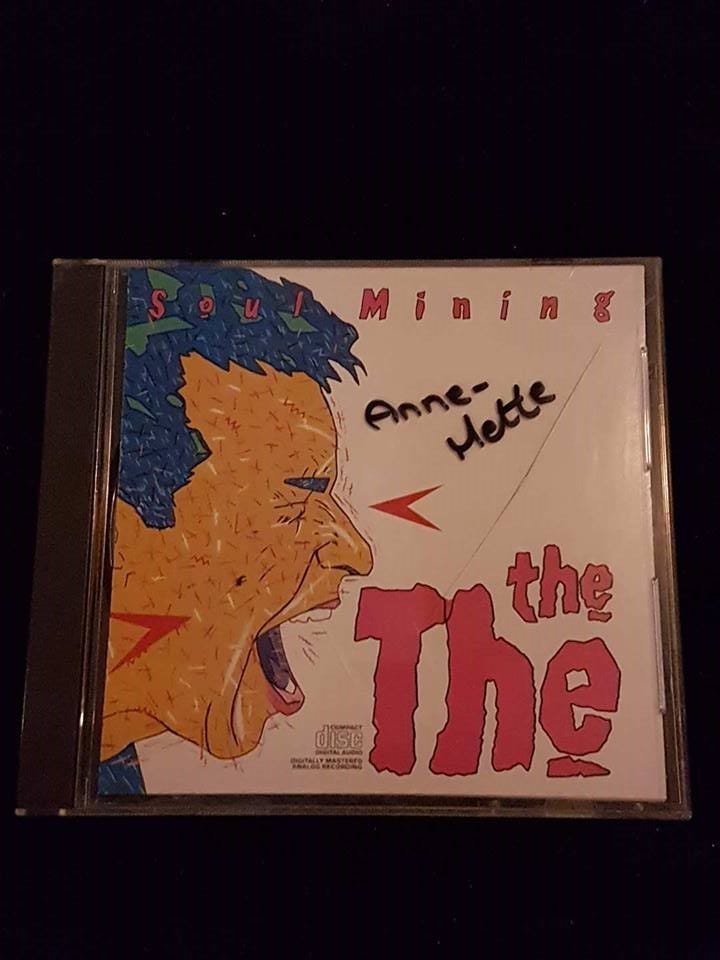 Soul Mining
Anne-
Mette
the
The
COMPACT
disc
DIGITAL AUDIO
DIGITALLY MASTERED
ANALOG RECORDING